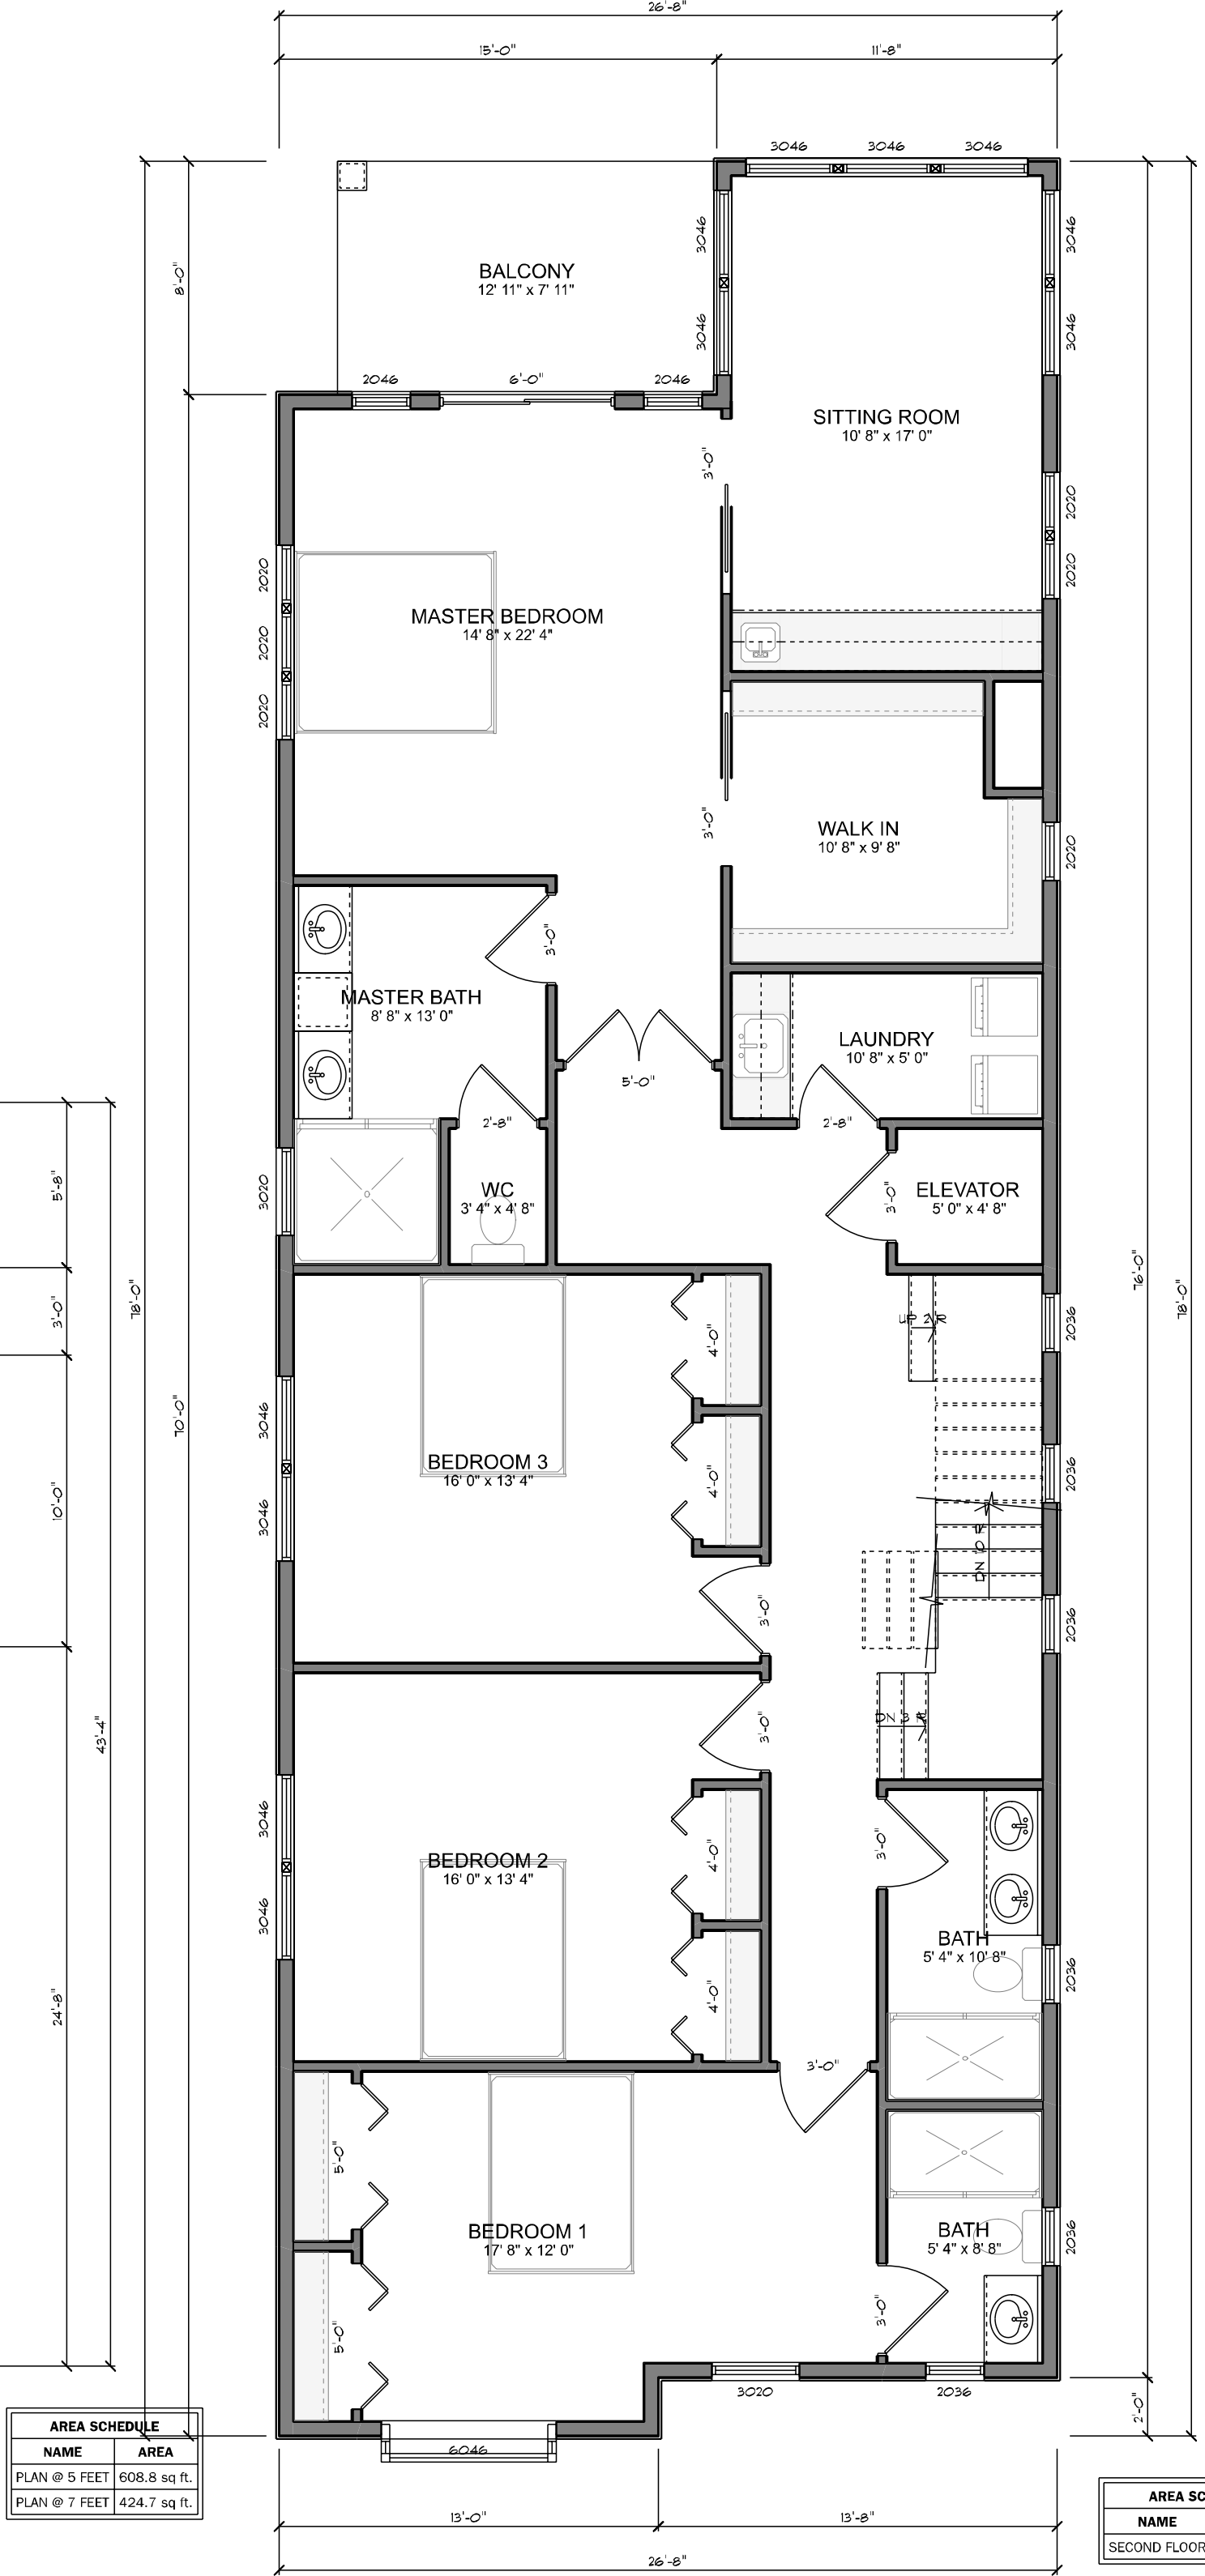 26'-8"
15'-0"
11'-8"
3046
3046
3046
3046
3046
8'-0"
BALCONY
12' 11" x 7' 11"
3046
3046
2046
6'-0"
2046
SITTING ROOM
10' 8" x 17' 0"
3'-0"
2020
2020
2020
2020
2020
MASTER BEDROOM
14' 8" x 22' 4"
3'-0"
WALK IN
10' 8" x 9' 8"
2020
3'-0"
MASTER BATH
8' 8" x 13' 0"
LAUNDRY
10' 8" x 5' 0"
5'-0"
2'-8"
2'-8"
5'-8"
3020
WC
3' 4" x 4' 8"
3'-0"
ELEVATOR
5' 0" x 4' 8"
3'-0"
78'-0"
76'-0"
78'-0"
UP 2 R
2036
4'-0"
70'-0"
3046
BEDROOM 3
16' 0" x 13' 4"
4'-0"
2036
10'-0"
3046
DN 10 R
3'-0"
2036
43'-4"
3'-0"
DN 3 R
3046
3'-0"
BEDROOM 2
16' 0" x 13' 4"
4'-0"
3046
BATH
5' 4" x 10' 8"
2036
24'-8"
4'-0"
3'-0"
5'-0"
BEDROOM 1
17' 8" x 12' 0"
BATH
5' 4" x 8' 8"
2036
5'-0"
3'-0"
3020
2036
2'-0"
6046
AREA SCHEDULE
NAME AREA
PLAN @ 5 FEET 608.8 sq ft.
PLAN @ 7 FEET 424.7 sq ft.
AREA SC
NAME
SECOND FLOOR
13'-0"
13'-8"
26'-8"